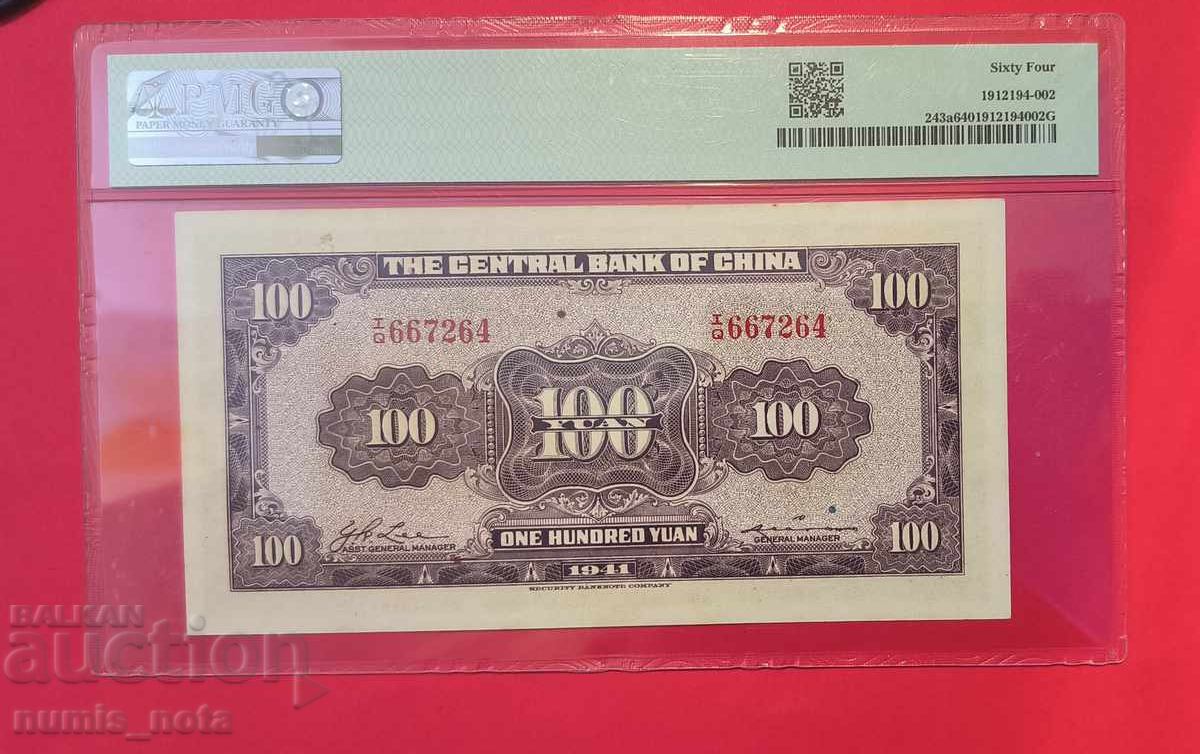 PMG
PAPER MONEY GUARANTY
Sixty Four
1912194-002
243a6401912194002G
THE CENTRAL BANK OF CHINA
100 100
I/Q 667264 I/Q 667264
100 100 YUAN 100
G R Lee
ASST GENERAL MANAGER GENERAL MANAGER
100 ONE HUNDRED YUAN 100
1941
SECURITY BANKNOTE COMPANY
BALKAN
auction
numis_nota